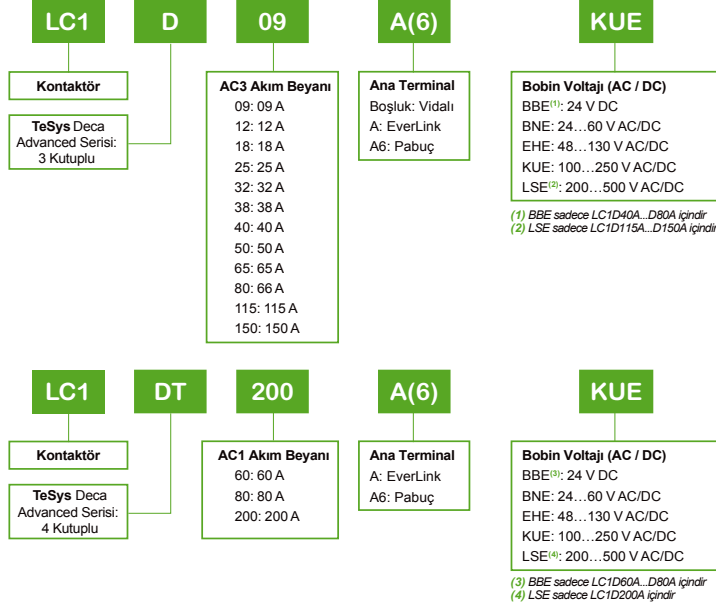 LC1 D 09 A(6) KUE
Kontaktör
TeSys Deca
Advanced Serisi:
3 Kutuplu
AC3 Akım Beyanı
09: 09 A
12: 12 A
18: 18 A
25: 25 A
32: 32 A
38: 38 A
40: 40 A
50: 50 A
65: 65 A
80: 66 A
115: 115 A
150: 150 A
Ana Terminal
Boşluk: Vidalı
A: EverLink
A6: Pabuç
Bobin Voltajı (AC / DC)
BBE(1): 24 V DC
BNE: 24…60 V AC/DC
EHE: 48…130 V AC/DC
KUE: 100…250 V AC/DC
LSE(2): 200…500 V AC/DC
(1) BBE sadece LC1D40A...D80A içindir
(2) LSE sadece LC1D115A...D150A içindir
LC1 DT 200 A(6) KUE
Kontaktör
TeSys Deca
Advanced Serisi:
4 Kutuplu
AC1 Akım Beyanı
60: 60 A
80: 80 A
200: 200 A
Ana Terminal
A: EverLink
A6: Pabuç
Bobin Voltajı (AC / DC)
BBE(3): 24 V DC
BNE: 24…60 V AC/DC
EHE: 48…130 V AC/DC
KUE: 100…250 V AC/DC
LSE(4): 200…500 V AC/DC
(3) BBE sadece LC1D60A...D80A içindir
(4) LSE sadece LC1D200A içindir